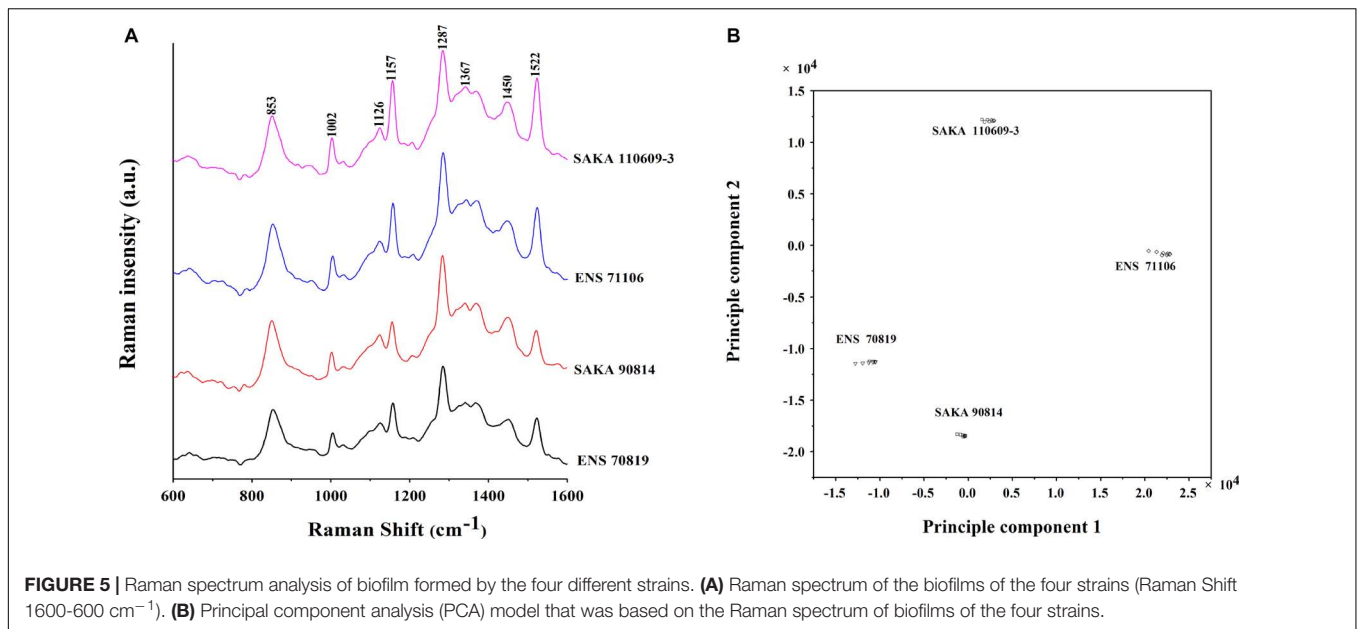 A
853
1002
1126
1157
1287
1367
1450
1522
SAKA 110609-3
ENS 71106
SAKA 90814
ENS 70819
Raman insensity (a.u.)
600 800 1000 1200 1400 1600
Raman Shift (cm⁻¹)
B
× 10⁴
1.5
1.0
0.5
0.0
-0.5
-1.0
-1.5
-2.0
Principle component 2
SAKA 110609-3
ENS 71106
ENS 70819
SAKA 90814
-1.5 -1.0 -0.5 0.0 0.5 1.0 1.5 2.0 2.5
× 10⁴
Principle component 1
FIGURE 5 | Raman spectrum analysis of biofilm formed by the four different strains. (A) Raman spectrum of the biofilms of the four strains (Raman Shift
1600-600 cm⁻¹). (B) Principal component analysis (PCA) model that was based on the Raman spectrum of biofilms of the four strains.